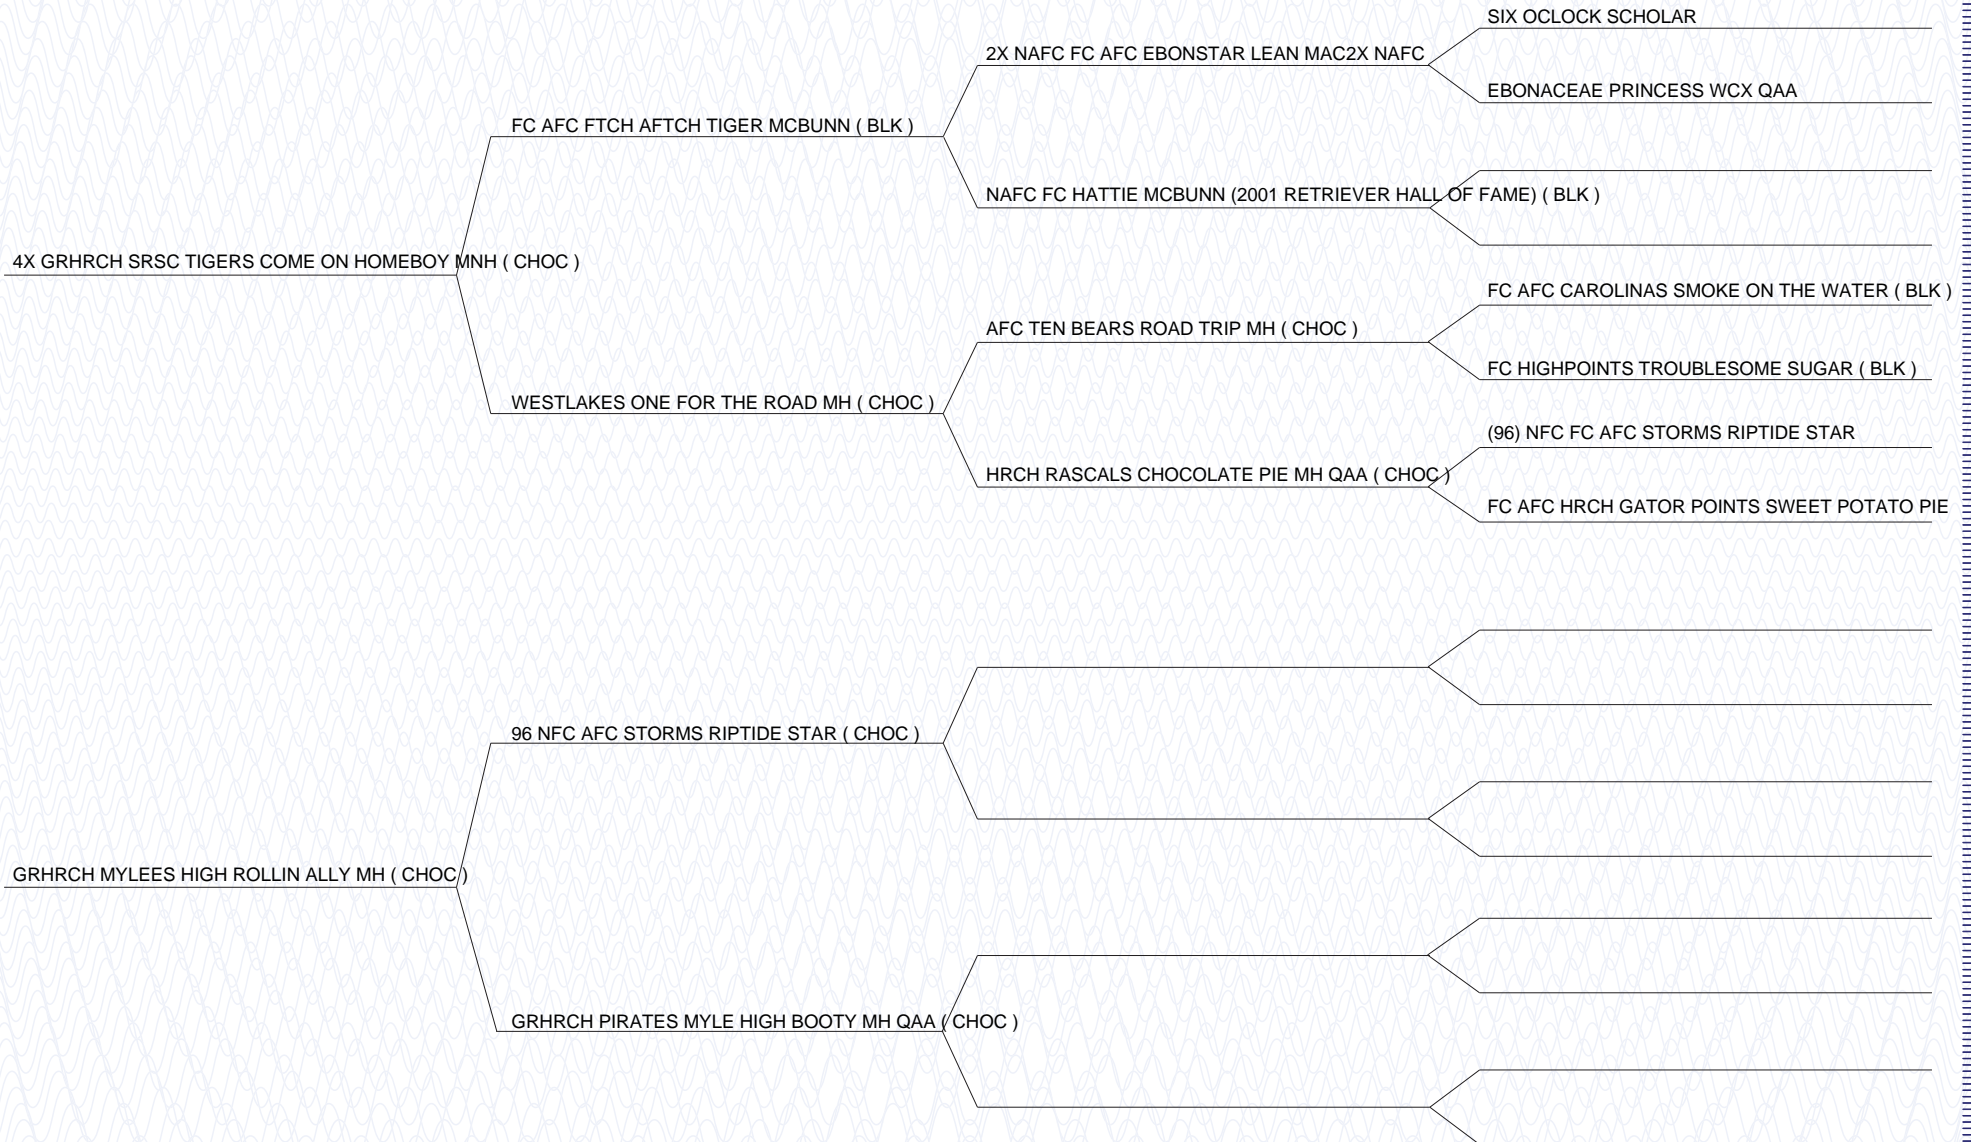 SIX OCLOCK SCHOLAR
2X NAFC FC AFC EBONSTAR LEAN MAC2X NAFC
EBONACEAE PRINCESS WCX QAA
FC AFC FTCH AFTCH TIGER MCBUNN ( BLK )
NAFC FC HATTIE MCBUNN (2001 RETRIEVER HALL OF FAME) ( BLK )
4X GRHRCH SRSC TIGERS COME ON HOMEBOY MNH ( CHOC )
FC AFC CAROLINAS SMOKE ON THE WATER ( BLK )
AFC TEN BEARS ROAD TRIP MH ( CHOC )
FC HIGHPOINTS TROUBLESOME SUGAR ( BLK )
WESTLAKES ONE FOR THE ROAD MH ( CHOC )
(96) NFC FC AFC STORMS RIPTIDE STAR
HRCH RASCALS CHOCOLATE PIE MH QAA ( CHOC )
FC AFC HRCH GATOR POINTS SWEET POTATO PIE
96 NFC AFC STORMS RIPTIDE STAR ( CHOC )
GRHRCH MYLEES HIGH ROLLIN ALLY MH ( CHOC )
GRHRCH PIRATES MYLE HIGH BOOTY MH QAA ( CHOC )